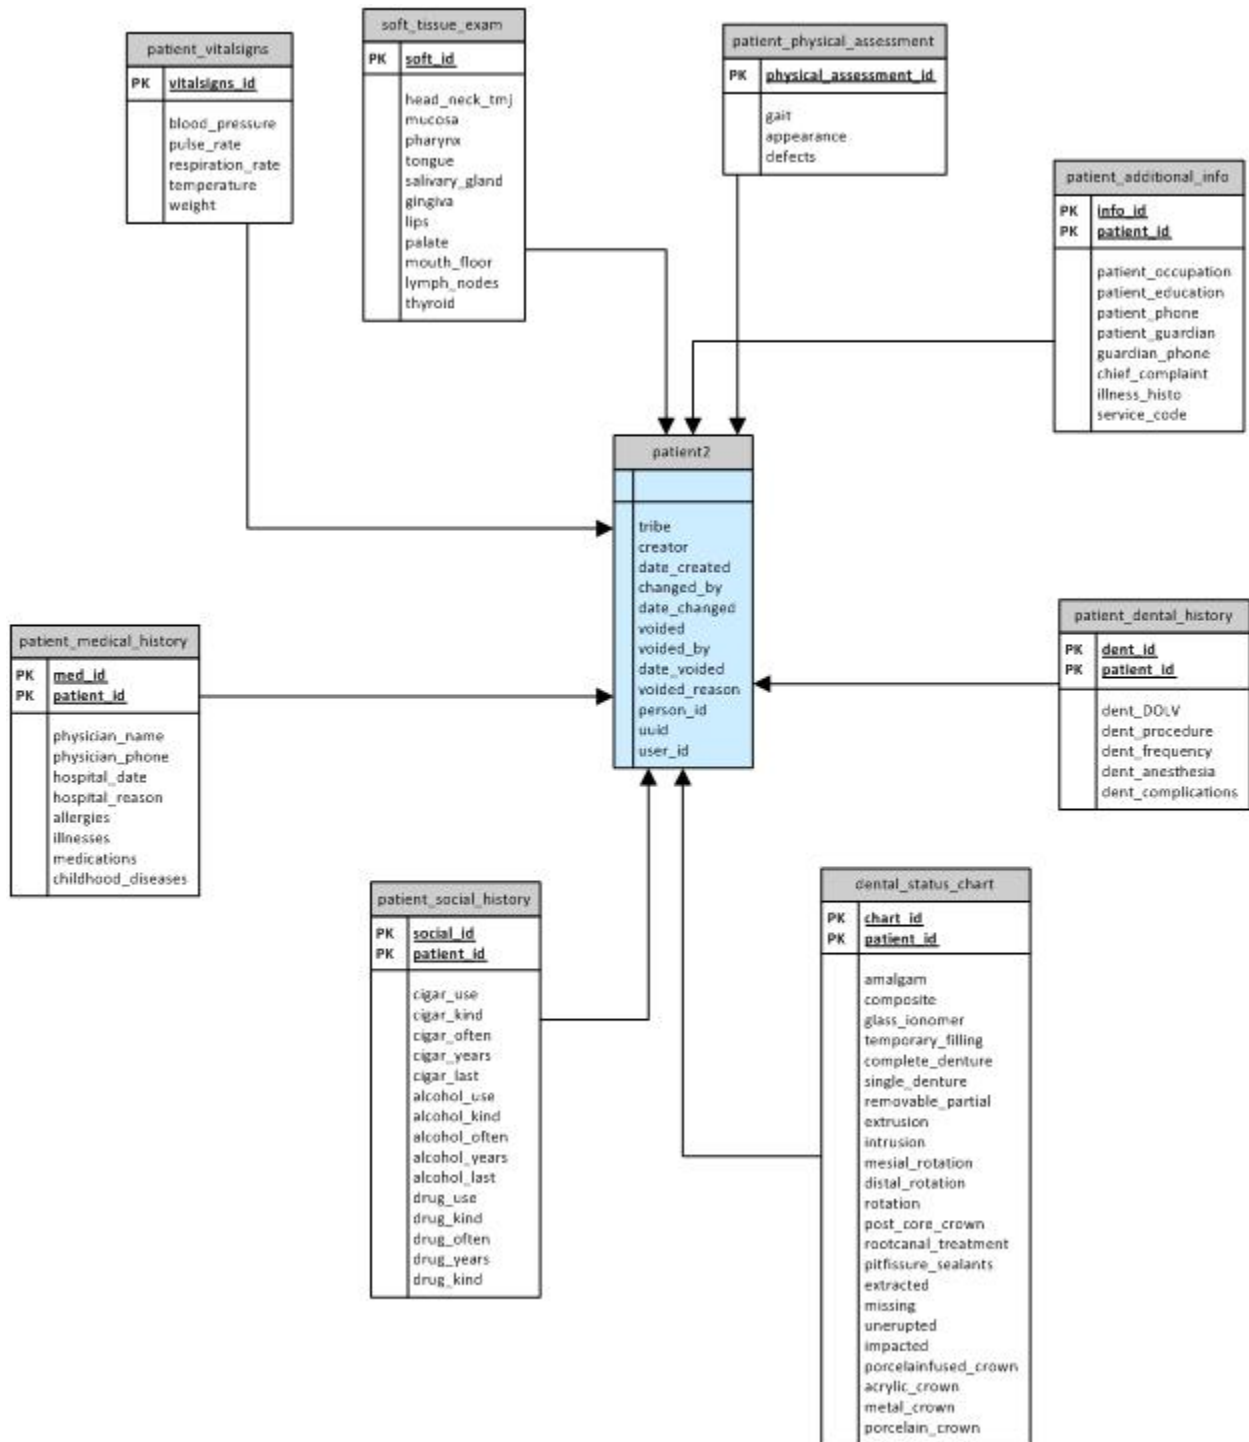 patient_vitalsigns
PK vitalsigns_id
blood_pressure
pulse_rate
respiration_rate
temperature
weight
soft_tissue_exam
PK soft_id
head_neck_tmj
mucosa
pharynx
tongue
salivary_gland
gingiva
lips
palate
mouth_floor
lymph_nodes
thyroid
patient_physical_assessment
PK physical_assessment_id
gait
appearance
defects
patient_additional_info
PK info_id
PK patient_id
patient_occupation
patient_education
patient_phone
patient_guardian
guardian_phone
chief_complaint
illness_histo
service_code
patient2
tribe
creator
date_created
changed_by
date_changed
voided
voided_by
date_voided
voided_reason
person_id
uuid
user_id
patient_medical_history
PK med_id
PK patient_id
physician_name
physician_phone
hospital_date
hospital_reason
allergies
illnesses
medications
childhood_diseases
patient_dental_history
PK dent_id
PK patient_id
dent_DOLV
dent_procedure
dent_frequency
dent_anesthesia
dent_complications
patient_social_history
PK social_id
PK patient_id
cigar_use
cigar_kind
cigar_often
cigar_years
cigar_last
alcohol_use
alcohol_kind
alcohol_often
alcohol_years
alcohol_last
drug_use
drug_kind
drug_often
drug_years
drug_kind
dental_status_chart
PK chart_id
PK patient_id
amalgam
composite
glass_ionomer
temporary_filling
complete_denture
single_denture
removable_partial
extrusion
intrusion
mesial_rotation
distal_rotation
rotation
post_core_crown
rootcanal_treatment
pitfissure_sealants
extracted
missing
unerupted
impacted
porcelainfused_crown
acrylic_crown
metal_crown
porcelain_crown